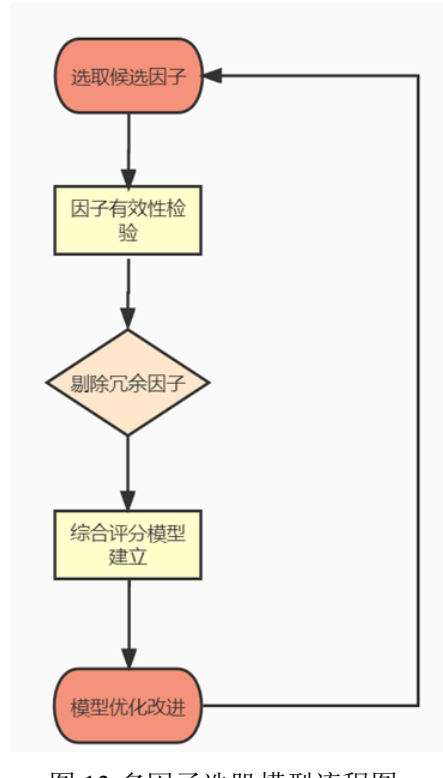 选取候选因子
因子有效性检
验
剔除冗余因子
综合评分模型
建立
模型优化改进